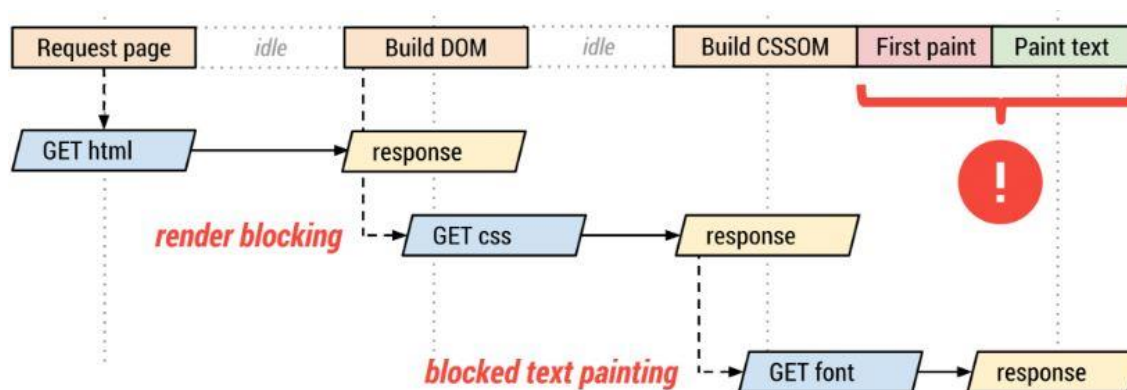 Request page
idle
Build DOM
idle
Build CSSOM
First paint
Paint text
GET html
response
!
render blocking
GET css
response
blocked text painting
GET font
response